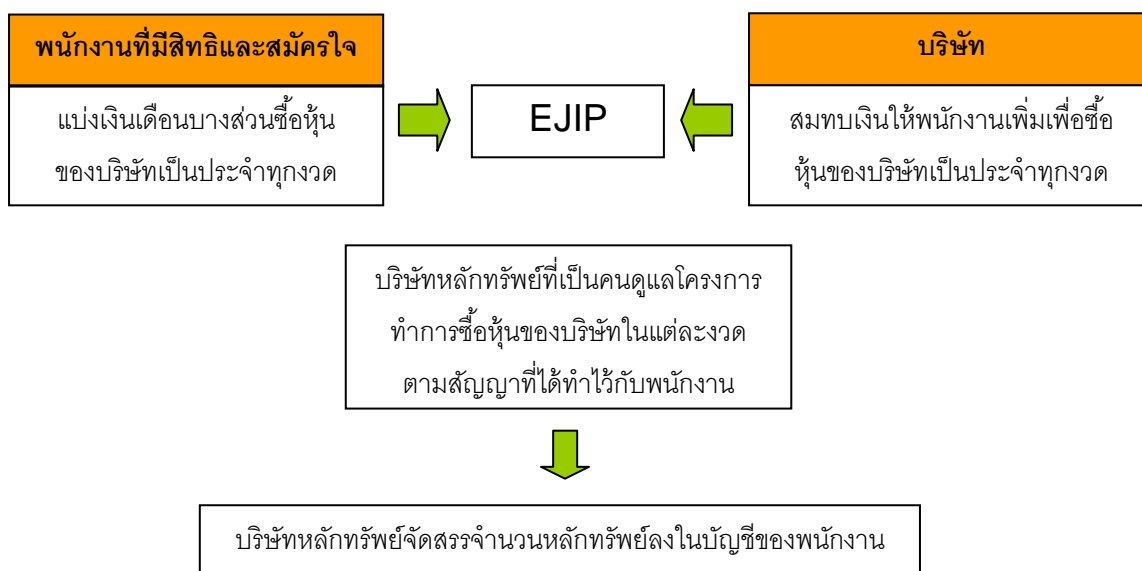 พนักงานที่มีสิทธิและสมัครใจ
แบ่งเงินเดือนบางส่วนซื้อหุ้น
ของบริษัทเป็นประจำทุกงวด
EJIP
บริษัท
สมทบเงินให้พนักงานเพิ่มเพื่อซื้อ
หุ้นของบริษัทเป็นประจำทุกงวด
บริษัทหลักทรัพย์ที่เป็นคนดูแลโครงการ
ทำการซื้อหุ้นของบริษัทในแต่ละงวด
ตามสัญญาที่ได้ทำไว้กับพนักงาน
บริษัทหลักทรัพย์จัดสรรจำนวนหลักทรัพย์ลงในบัญชีของพนักงาน